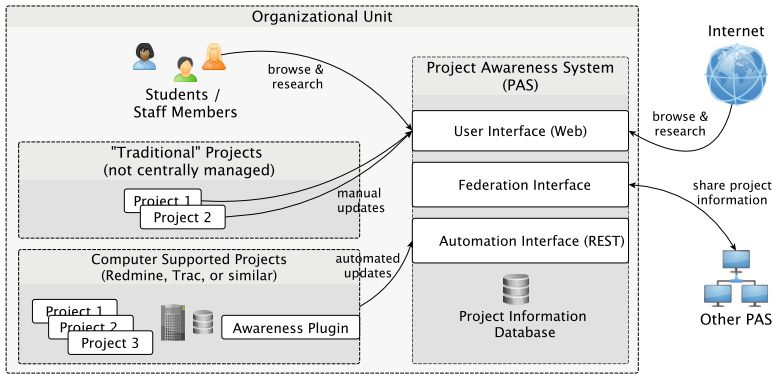 Organizational Unit
Internet
browse &
research
Students /
Staff Members
Project Awareness System
(PAS)
User Interface (Web)
browse &
research
"Traditional" Projects
(not centrally managed)
Project 1
Project 2
manual
updates
Federation Interface
share project
information
Automation Interface (REST)
Computer Supported Projects
(Redmine, Trac, or similar)
automated
updates
Project 1
Project 2
Project 3
Awareness Plugin
Project Information
Database
Other PAS